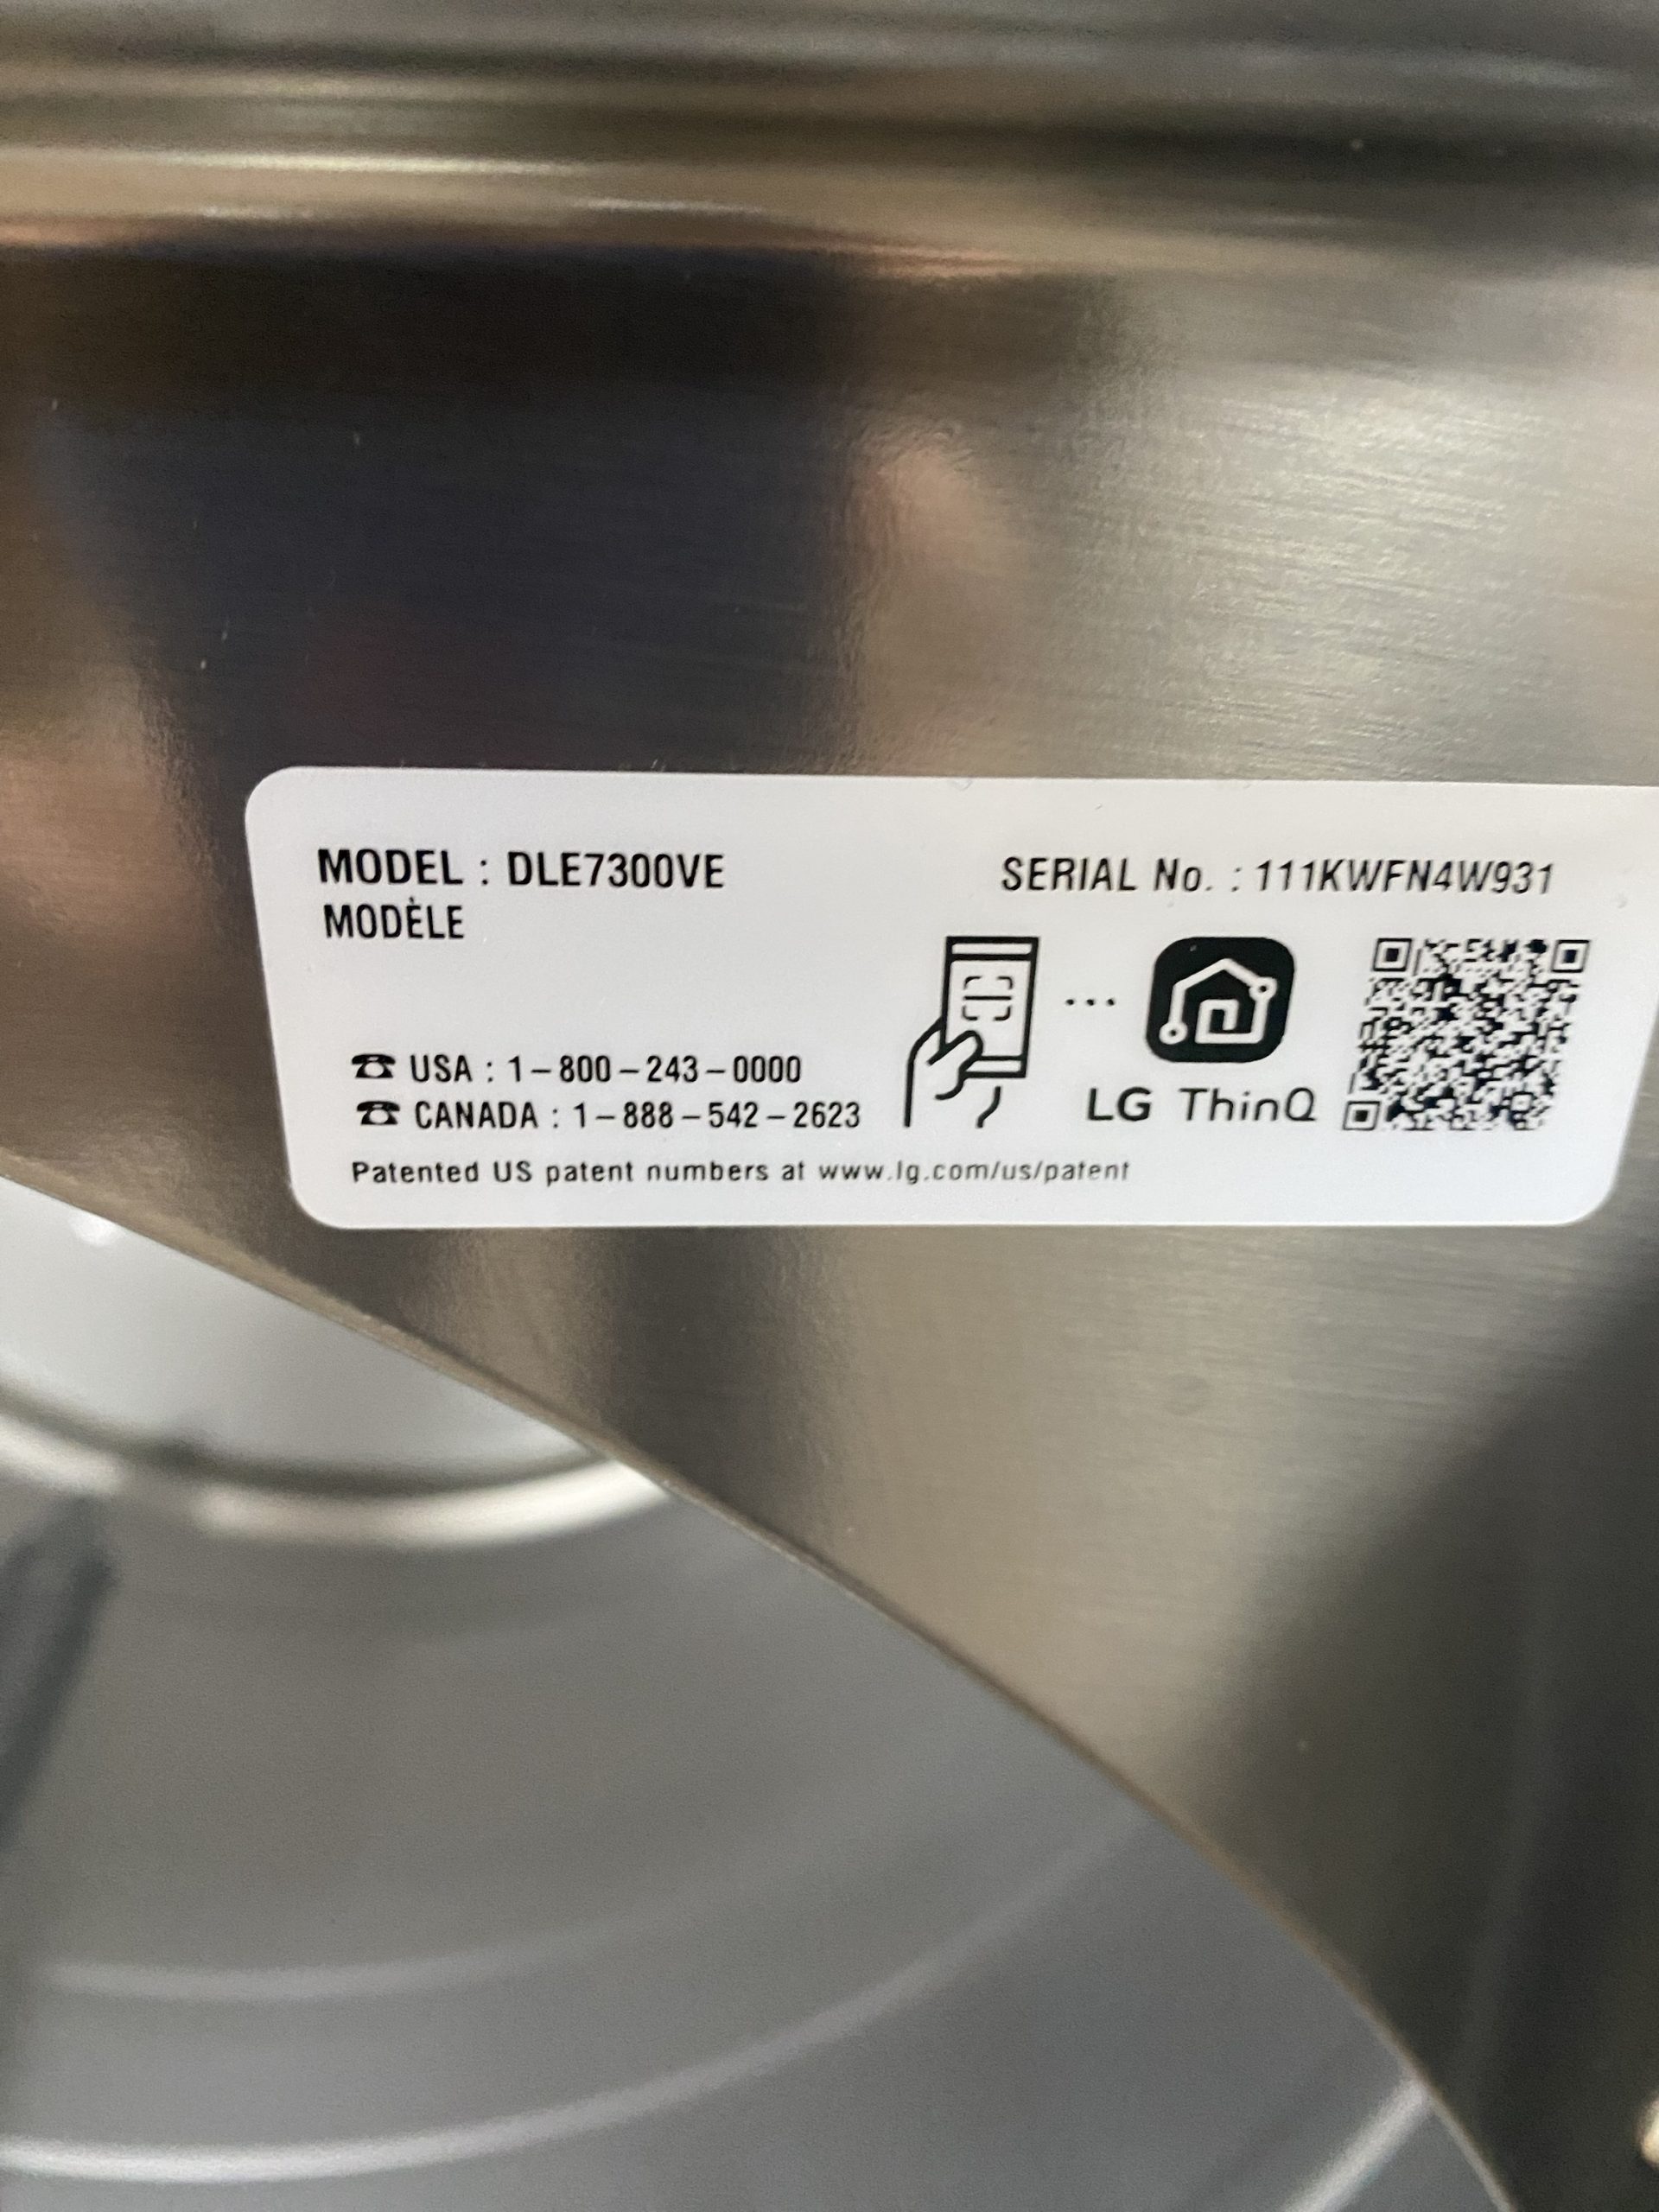 MODEL : DLE7300VE
MODÈLE
SERIAL No. : 111KWFN4W931
☎ USA : 1-800-243-0000
☎ CANADA : 1-888-542-2623
LG ThinQ
Patented US patent numbers at www.lg.com/us/patent